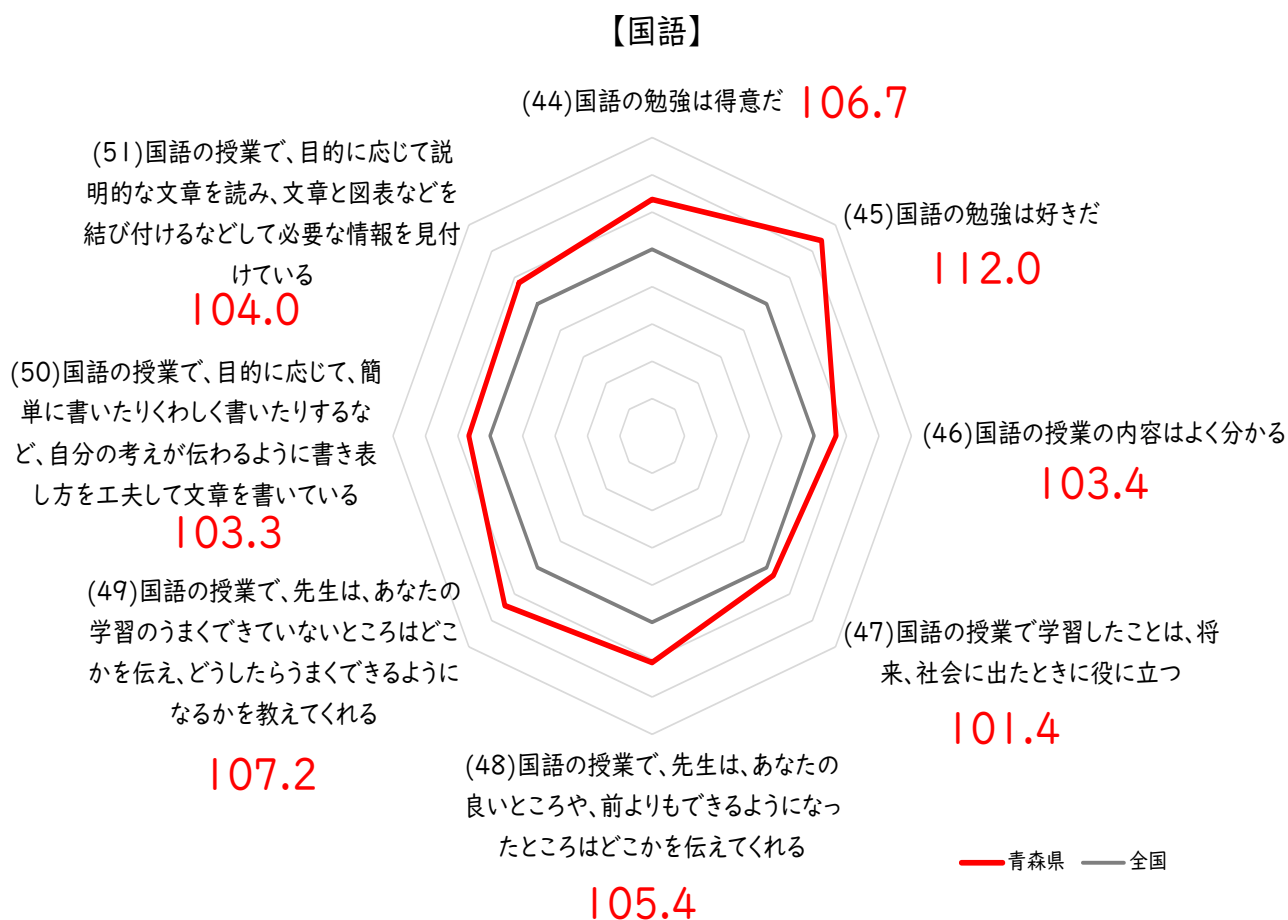 【国語】
(44)国語の勉強は得意だ 106.7
(45)国語の勉強は好きだ
112.0
(46)国語の授業の内容はよく分かる
103.4
(47)国語の授業で学習したことは、将
来、社会に出たときに役に立つ
101.4
(48)国語の授業で、先生は、あなたの
良いところや、前よりもできるようになっ
たところはどこかを伝えてくれる
105.4
(49)国語の授業で、先生は、あなたの
学習のうまくできていないところはどこ
かを伝え、どうしたらうまくできるように
なるかを教えてくれる
107.2
(50)国語の授業で、目的に応じて、簡
単に書いたりくわしく書いたりするな
ど、自分の考えが伝わるように書き表
し方を工夫して文章を書いている
103.3
(51)国語の授業で、目的に応じて説
明的な文章を読み、文章と図表などを
結び付けるなどして必要な情報を見付
けている
104.0
青森県 全国